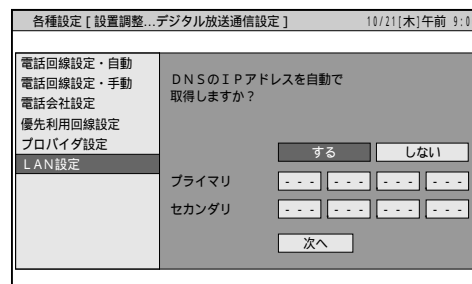 各種設定 [ 設置調整…デジタル放送通信設定 ]
10/21[木]午前 9:0
電話回線設定・自動
電話回線設定・手動
電話会社設定
優先利用回線設定
プロバイダ設定
LAN設定
DNSのIPアドレスを自動で
取得しますか?
する しない
プライマリ - - - - - - - - - - - -
セカンダリ - - - - - - - - - - - -
次へ